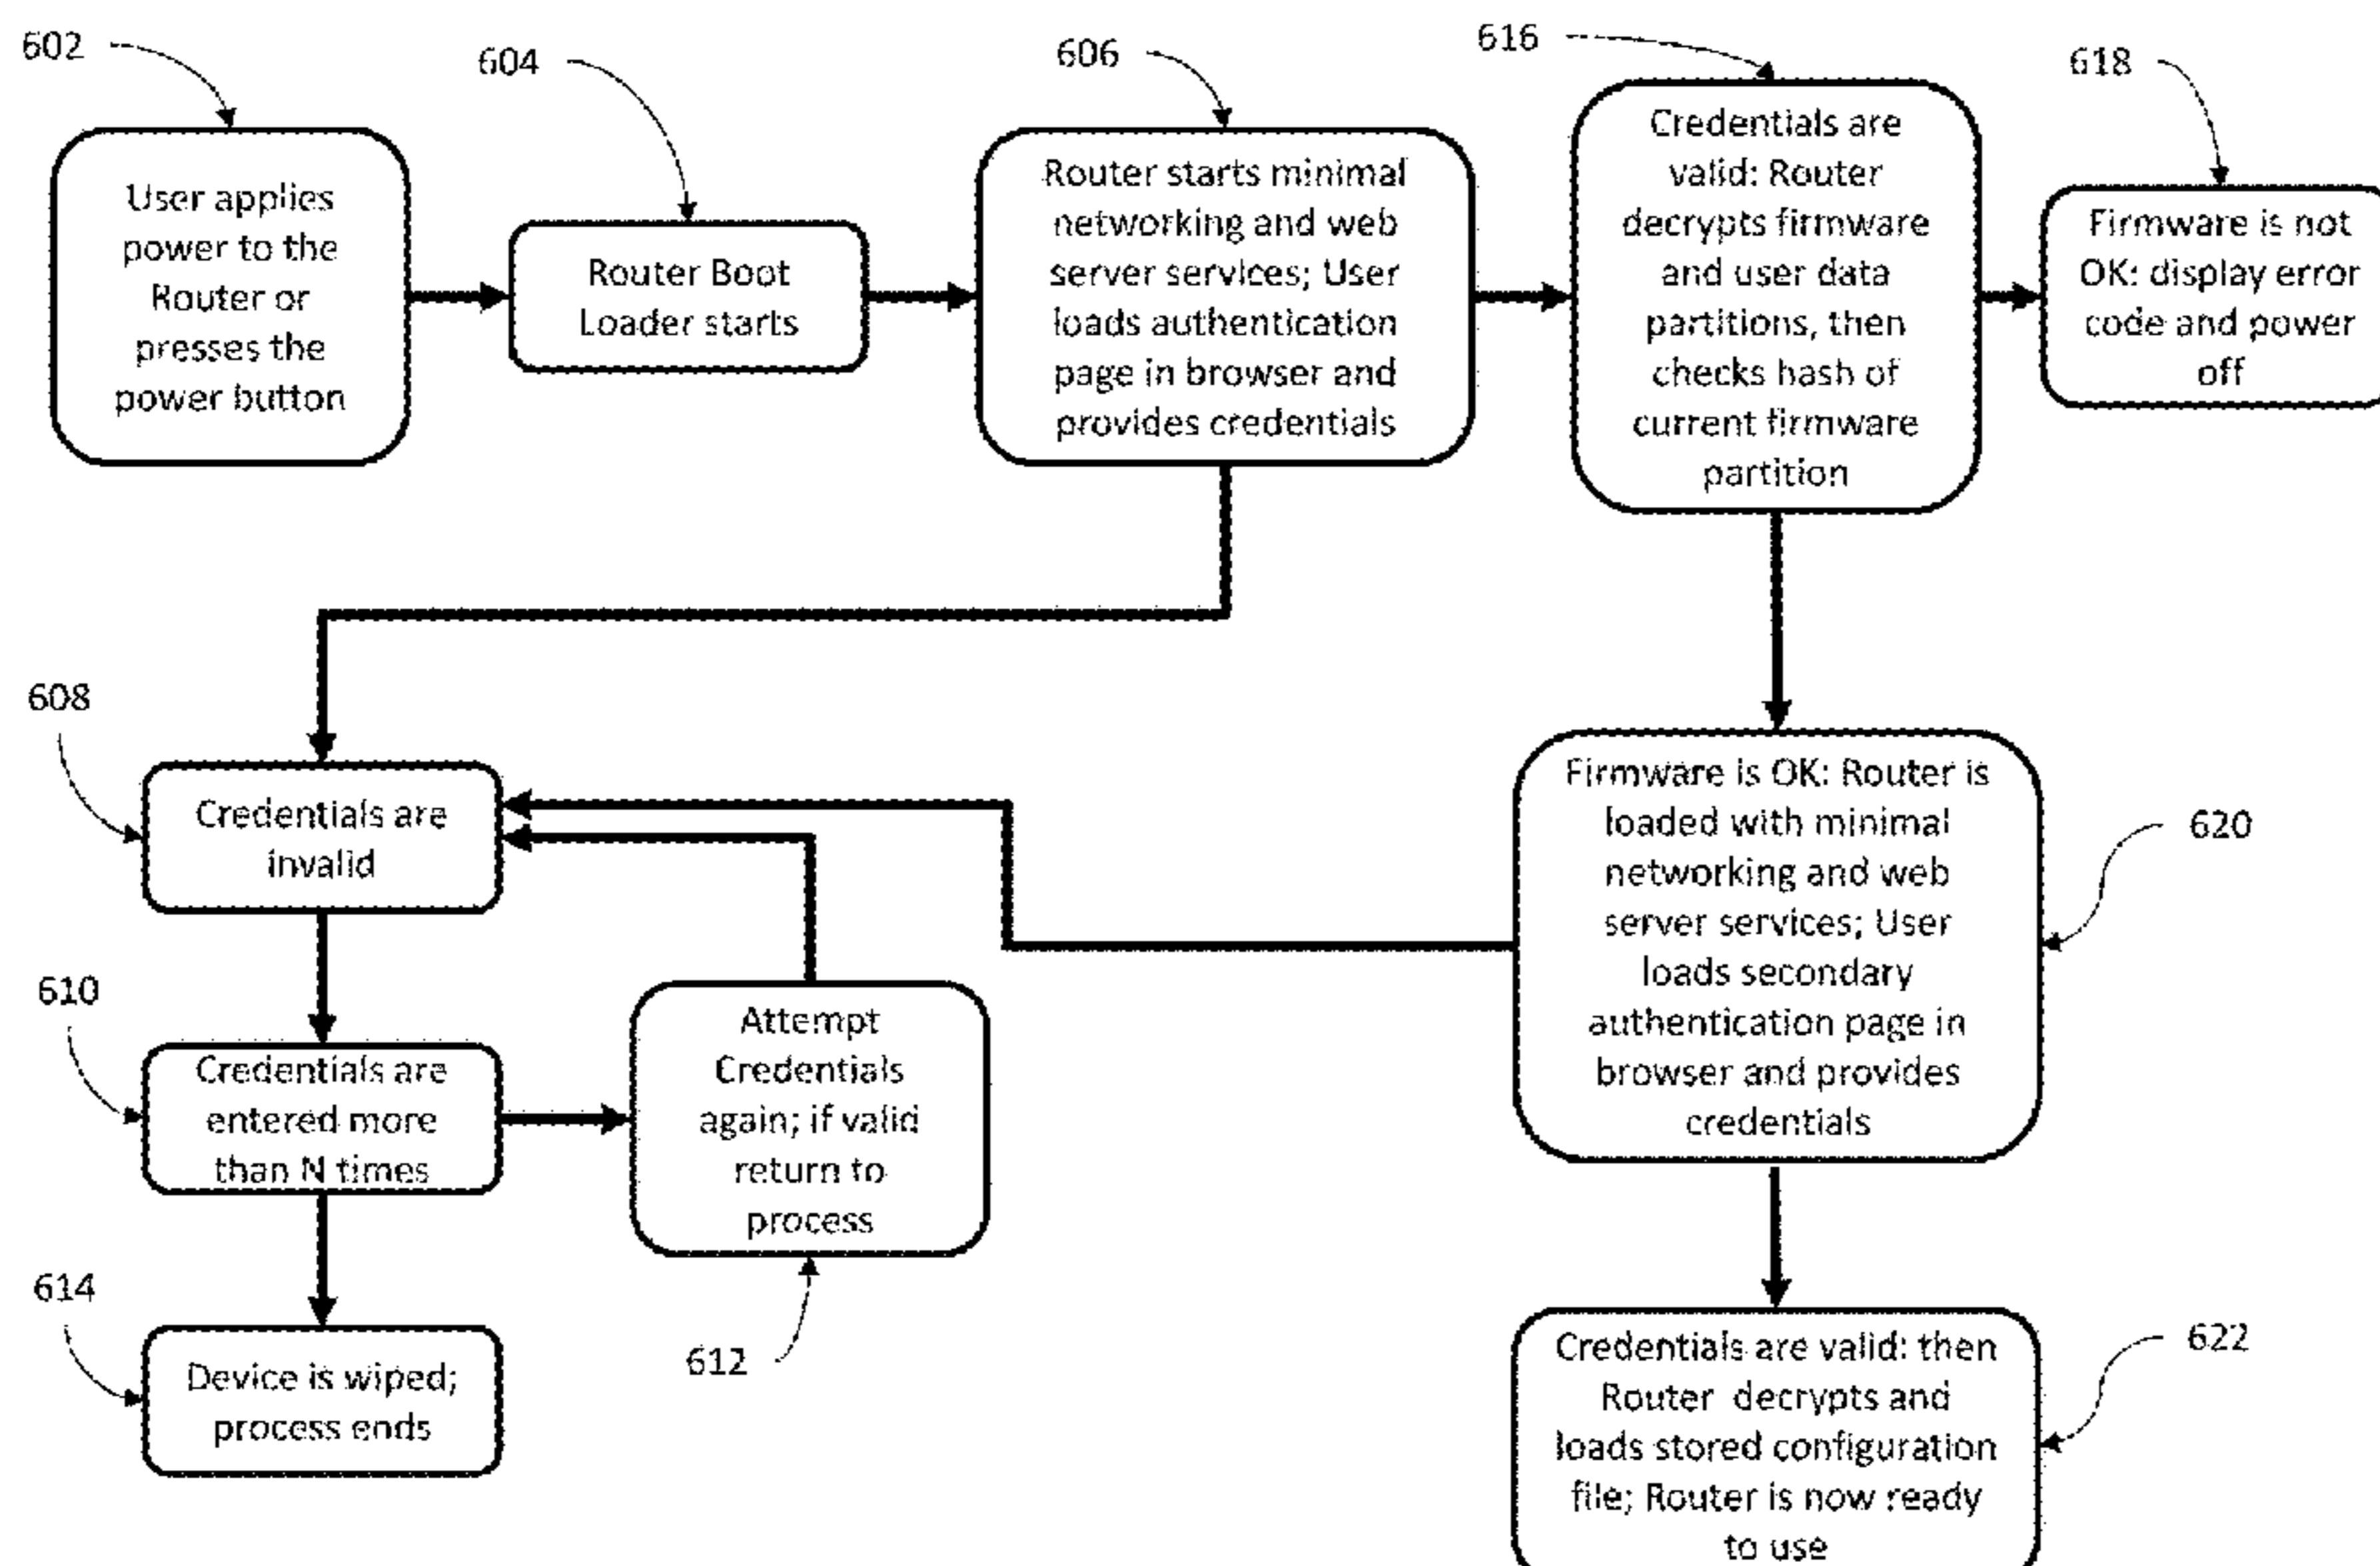 602
604
606
616
618
User applies
power to the
Router or
presses the
power button
Router Boot
Loader starts
Router starts minimal
networking and web
server services; User
loads authentication
page in browser and
provides credentials
Credentials are
valid: Router
decrypts firmware
and user data
partitions, then
checks hash of
current firmware
partition
Firmware is not
OK: display error
code and power
off
608
Credentials are
invalid
610
Credentials are
entered more
than N times
Attempt
Credentials
again; if valid
return to
process
612
614
Device is wiped;
process ends
Firmware is OK: Router is
loaded with minimal
networking and web
server services; User
loads secondary
authentication page in
browser and provides
credentials
620
Credentials are valid: then
Router decrypts and
loads stored configuration
file; Router is now ready
to use
622